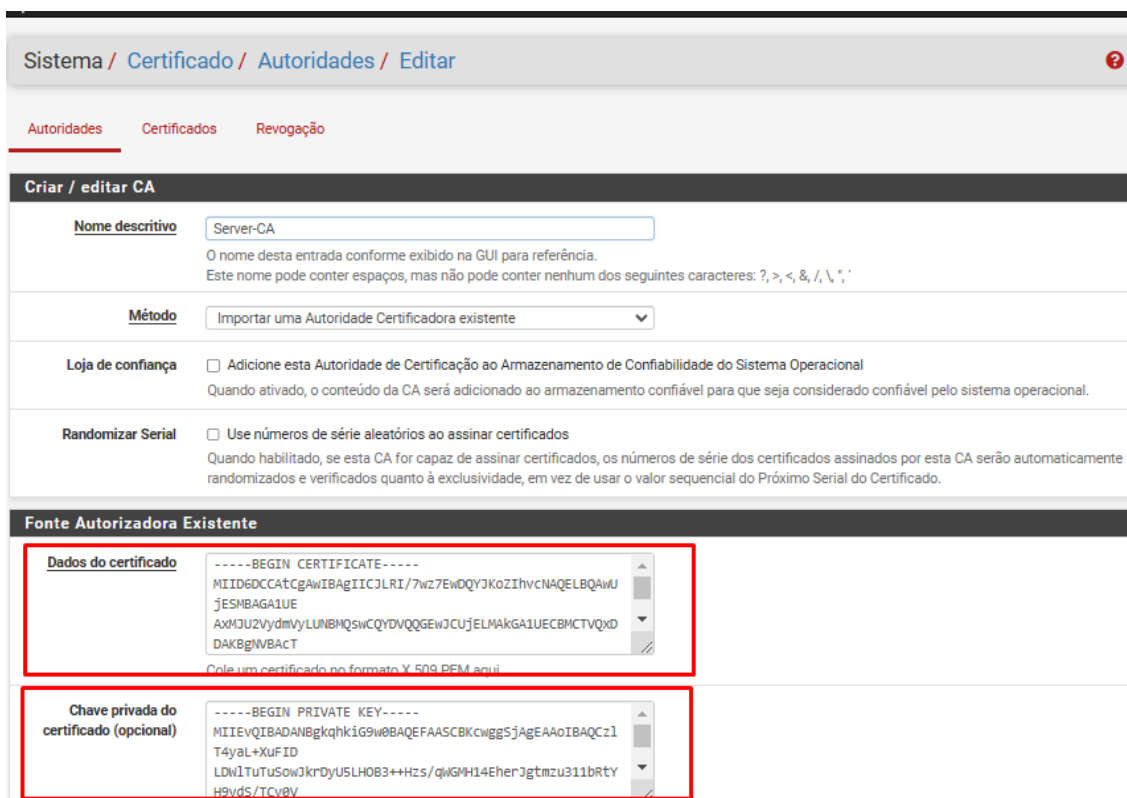 Sistema / Certificado / Autoridades / Editar
Autoridades Certificados Revogação
Criar / editar CA
Nome descritivo
Server-CA
O nome desta entrada conforme exibido na GUI para referência.
Este nome pode conter espaços, mas não pode conter nenhum dos seguintes caracteres: ?, >, <, &, /, \, ", '
Método
Importar uma Autoridade Certificadora existente
Loja de confiança
Adicione esta Autoridade de Certificação ao Armazenamento de Confiabilidade do Sistema Operacional
Quando ativado, o conteúdo da CA será adicionado ao armazenamento confiável para que seja considerado confiável pelo sistema operacional.
Randomizar Serial
Use números de série aleatórios ao assinar certificados
Quando habilitado, se esta CA for capaz de assinar certificados, os números de série dos certificados assinados por esta CA serão automaticamente
randomizados e verificados quanto à exclusividade, em vez de usar o valor sequencial do Próximo Serial do Certificado.
Fonte Autorizadora Existente
Dados do certificado
-----BEGIN CERTIFICATE-----
MIID6DCCAtCgAwIBAgIICJLRI/7wz7EwDQYJKoZIhvcNAQELBQAwU
jESMBAGA1UE
AxMJU2VydmVyLUNBMQswCQYDVQQGEwJCUjELMAkGA1UECBMCTVQxD
DAKBgNVBAcT
Cole um certificado no formato X.509 PEM aqui
Chave privada do
certificado (opcional)
-----BEGIN PRIVATE KEY-----
MIIEvQIBADANBgkqhkiG9w0BAQEFAASCBKcwggSjAgEAAoIBAQCzl
T4yaL+XuFID
LDWlTuTuSowJkrDyU5LHOB3++Hzs/qWGMH14EherJgtmzu311bRtY
H9vdS/TCv0V